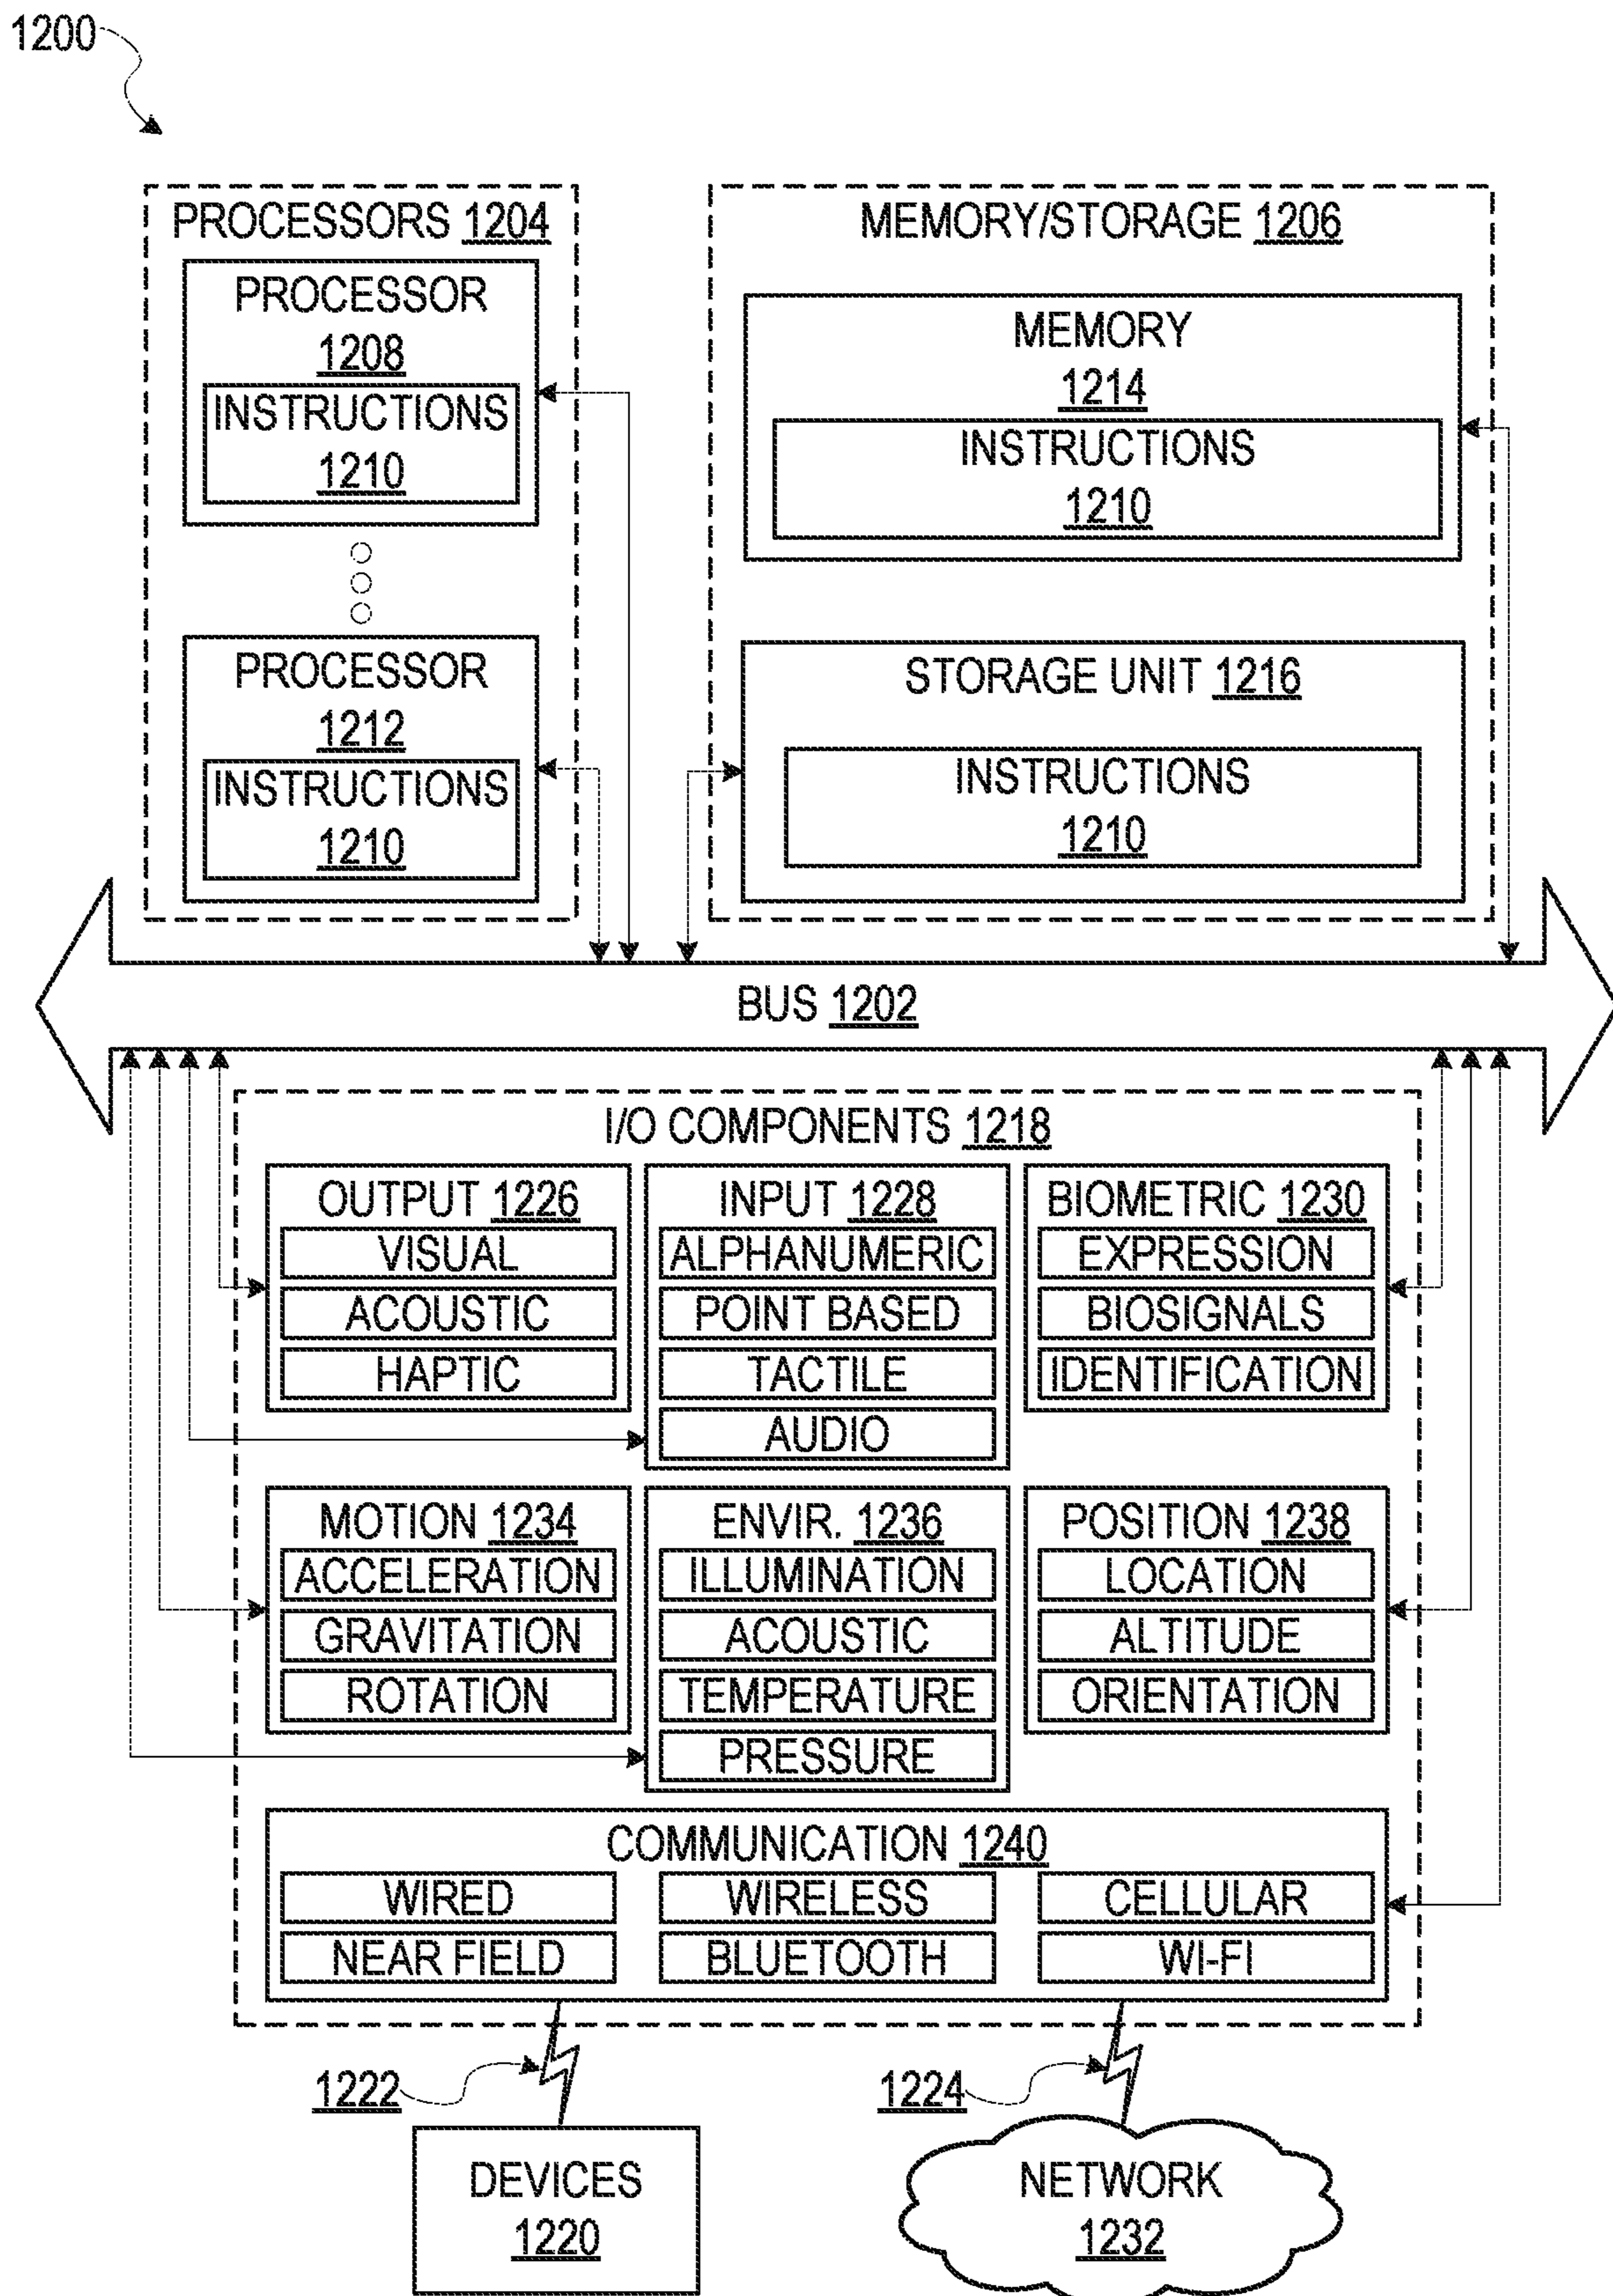 1200
PROCESSORS 1204
PROCESSOR
1208
INSTRUCTIONS
1210
PROCESSOR
1212
INSTRUCTIONS
1210
MEMORY/STORAGE 1206
MEMORY
1214
INSTRUCTIONS
1210
STORAGE UNIT 1216
INSTRUCTIONS
1210
BUS 1202
I/O COMPONENTS 1218
OUTPUT 1226
VISUAL
ACOUSTIC
HAPTIC
INPUT 1228
ALPHANUMERIC
POINT BASED
TACTILE
AUDIO
BIOMETRIC 1230
EXPRESSION
BIOSIGNALS
IDENTIFICATION
MOTION 1234
ACCELERATION
GRAVITATION
ROTATION
ENVIR. 1236
ILLUMINATION
ACOUSTIC
TEMPERATURE
PRESSURE
POSITION 1238
LOCATION
ALTITUDE
ORIENTATION
COMMUNICATION 1240
WIRED
WIRELESS
CELLULAR
NEAR FIELD
BLUETOOTH
WI-FI
1222
1224
DEVICES
1220
NETWORK
1232